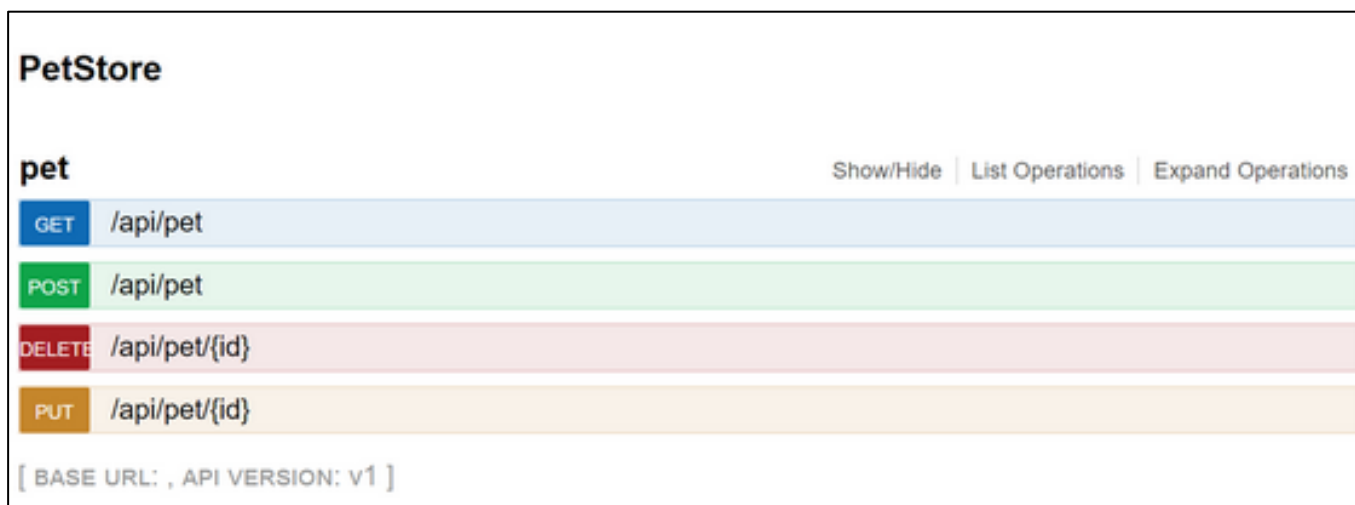 PetStore
pet
Show/Hide List Operations Expand Operations
GET /api/pet
POST /api/pet
DELETE /api/pet/{id}
PUT /api/pet/{id}
[ BASE URL: , API VERSION: V1 ]